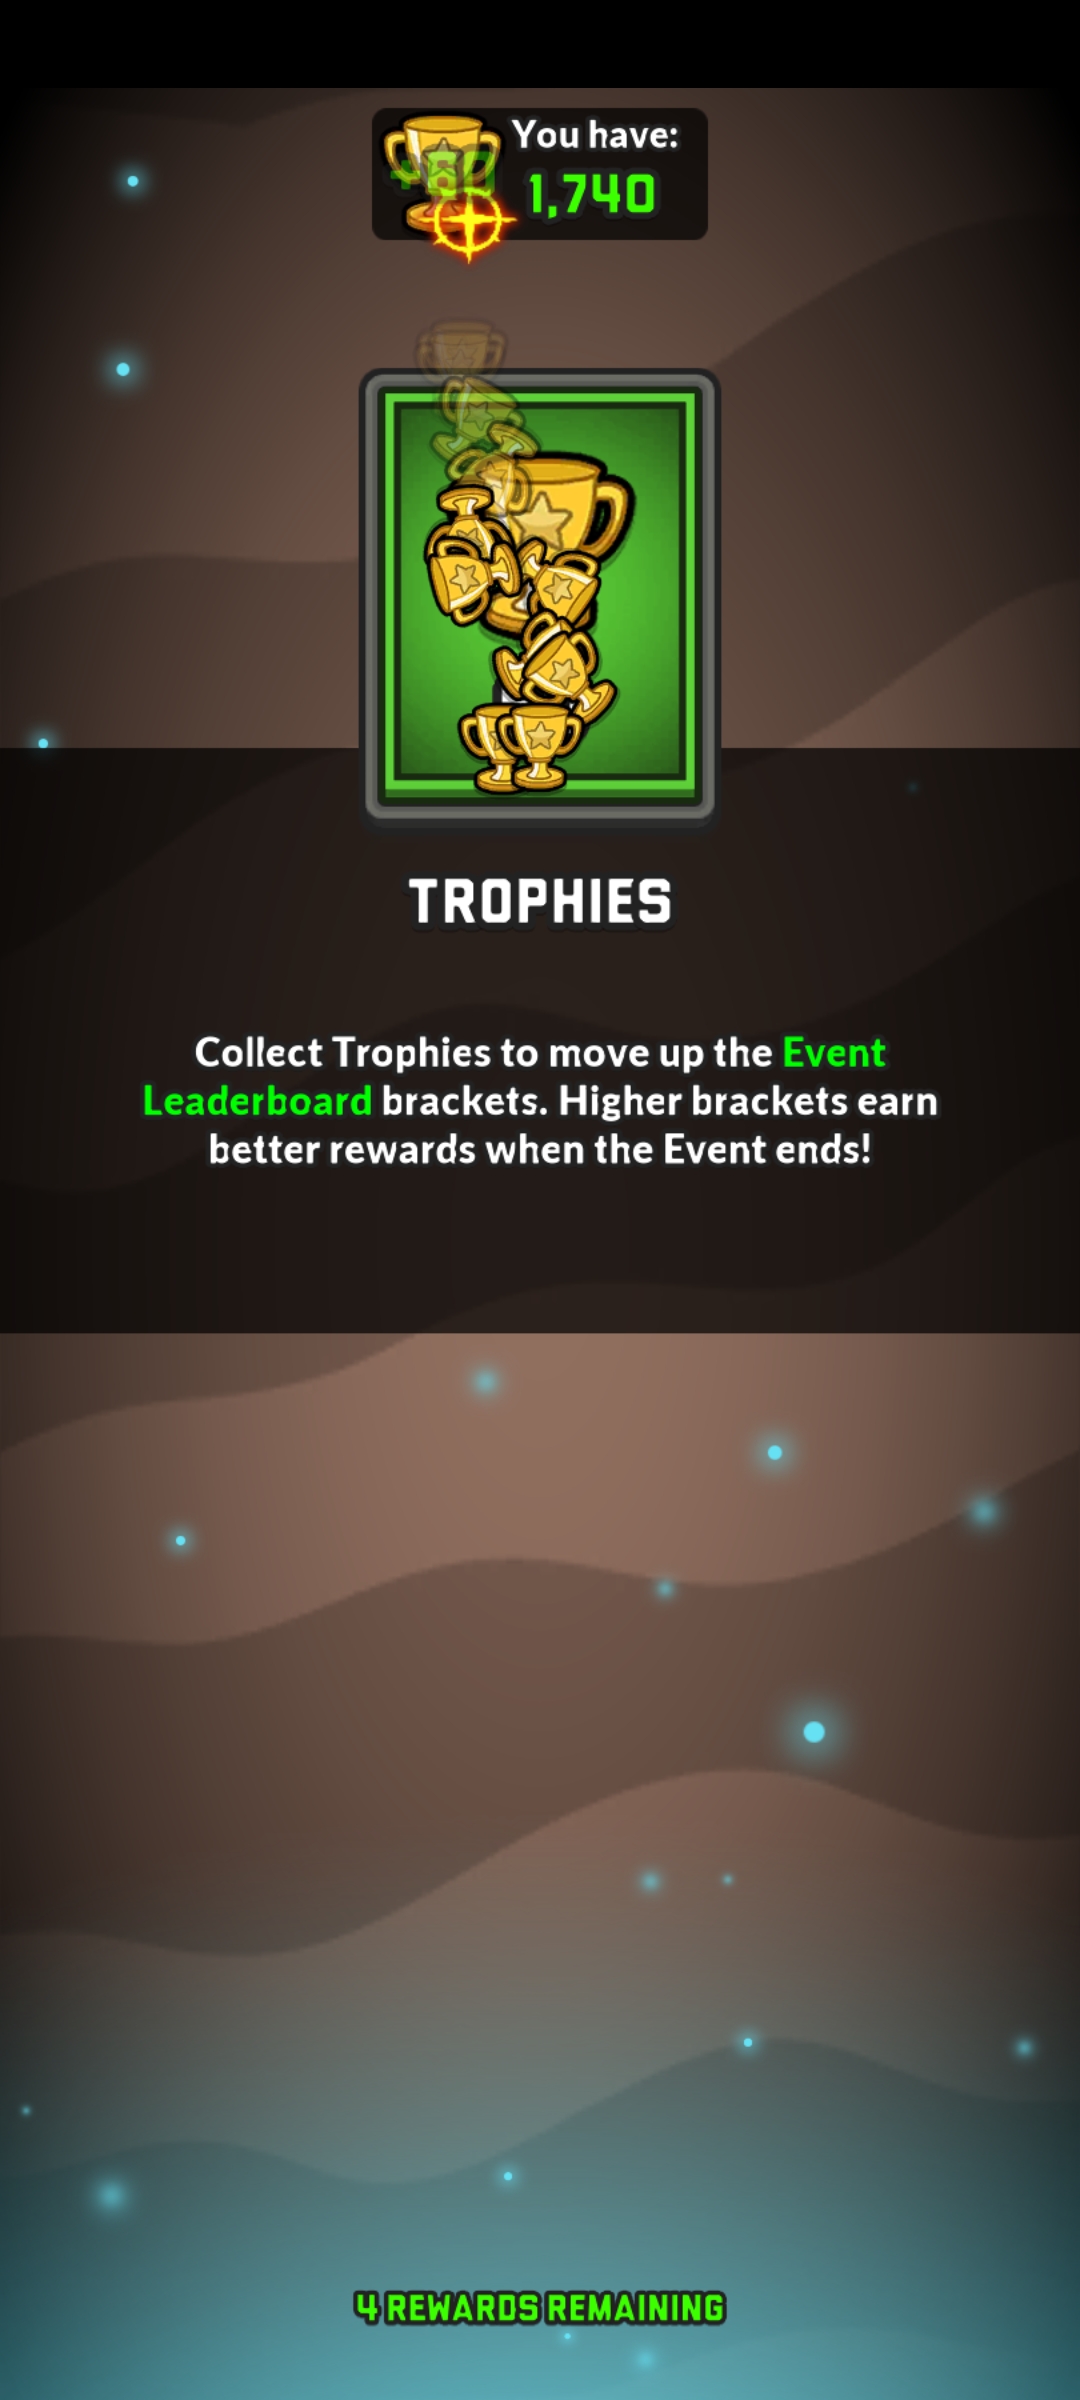 You have:
1,740
TROPHIES
Collect Trophies to move up the Event
Leaderboard brackets. Higher brackets earn
better rewards when the Event ends!
4 REWARDS REMAINING